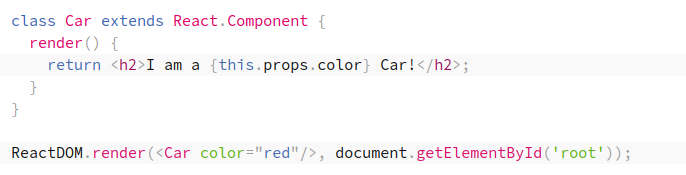 class Car extends React.Component {
  render() {
    return <h2>I am a {this.props.color} Car!</h2>;
  }
}

ReactDOM.render(<Car color="red"/>, document.getElementById('root'));